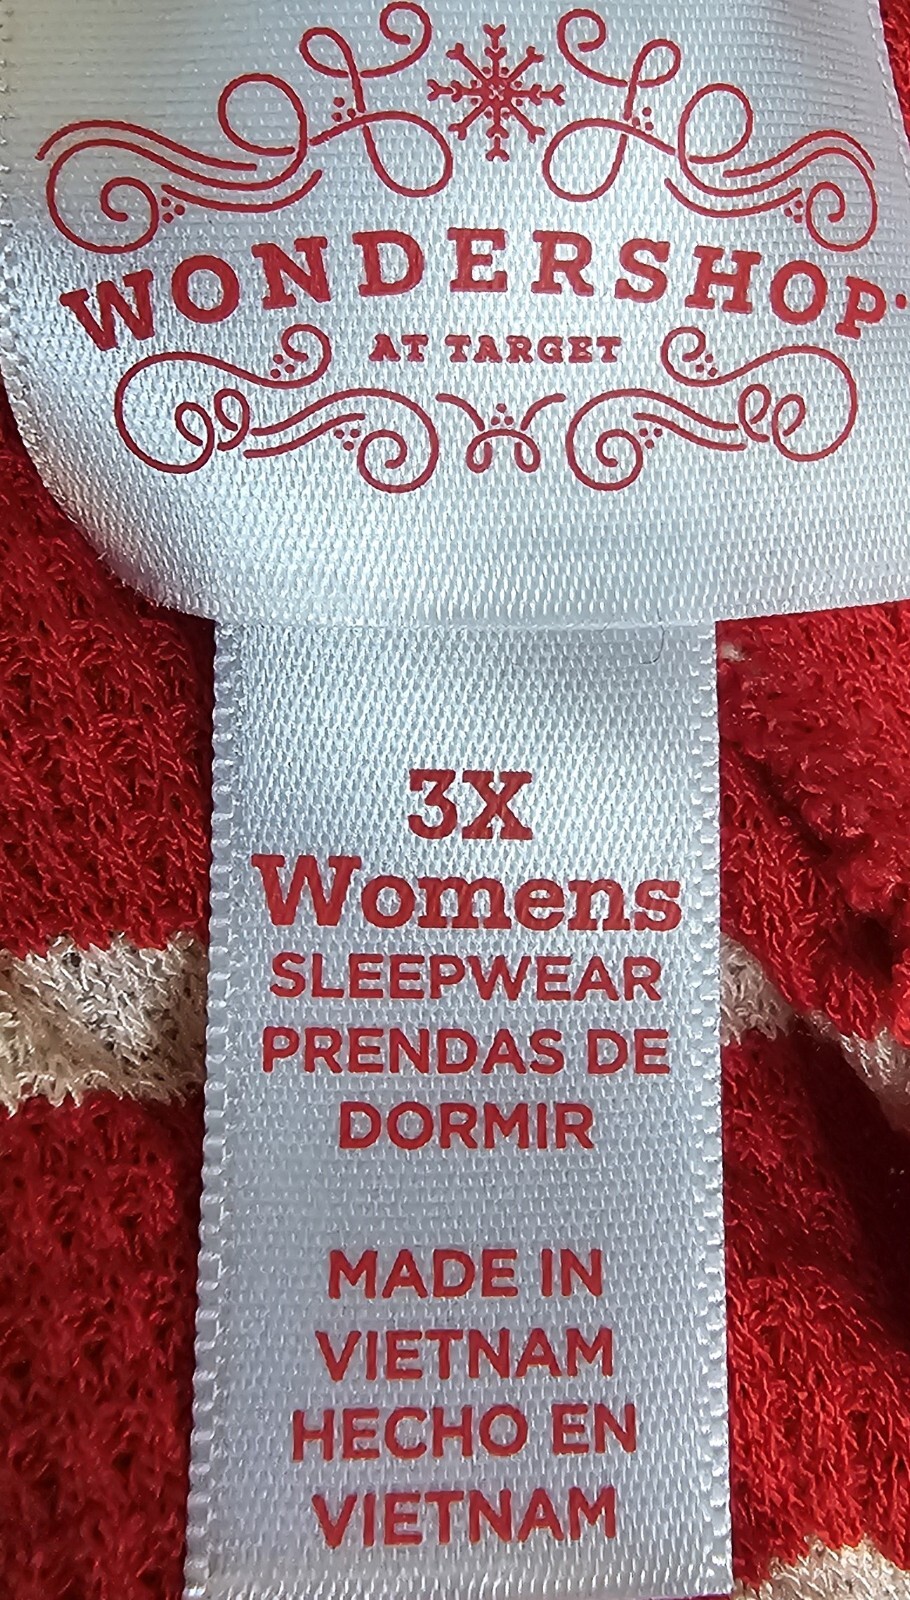 WONDERSHOP
AT TARGET
3X
Womens
SLEEPWEAR
PRENDAS DE
DORMIR
MADE IN
VIETNAM
HECHO EN
VIETNAM